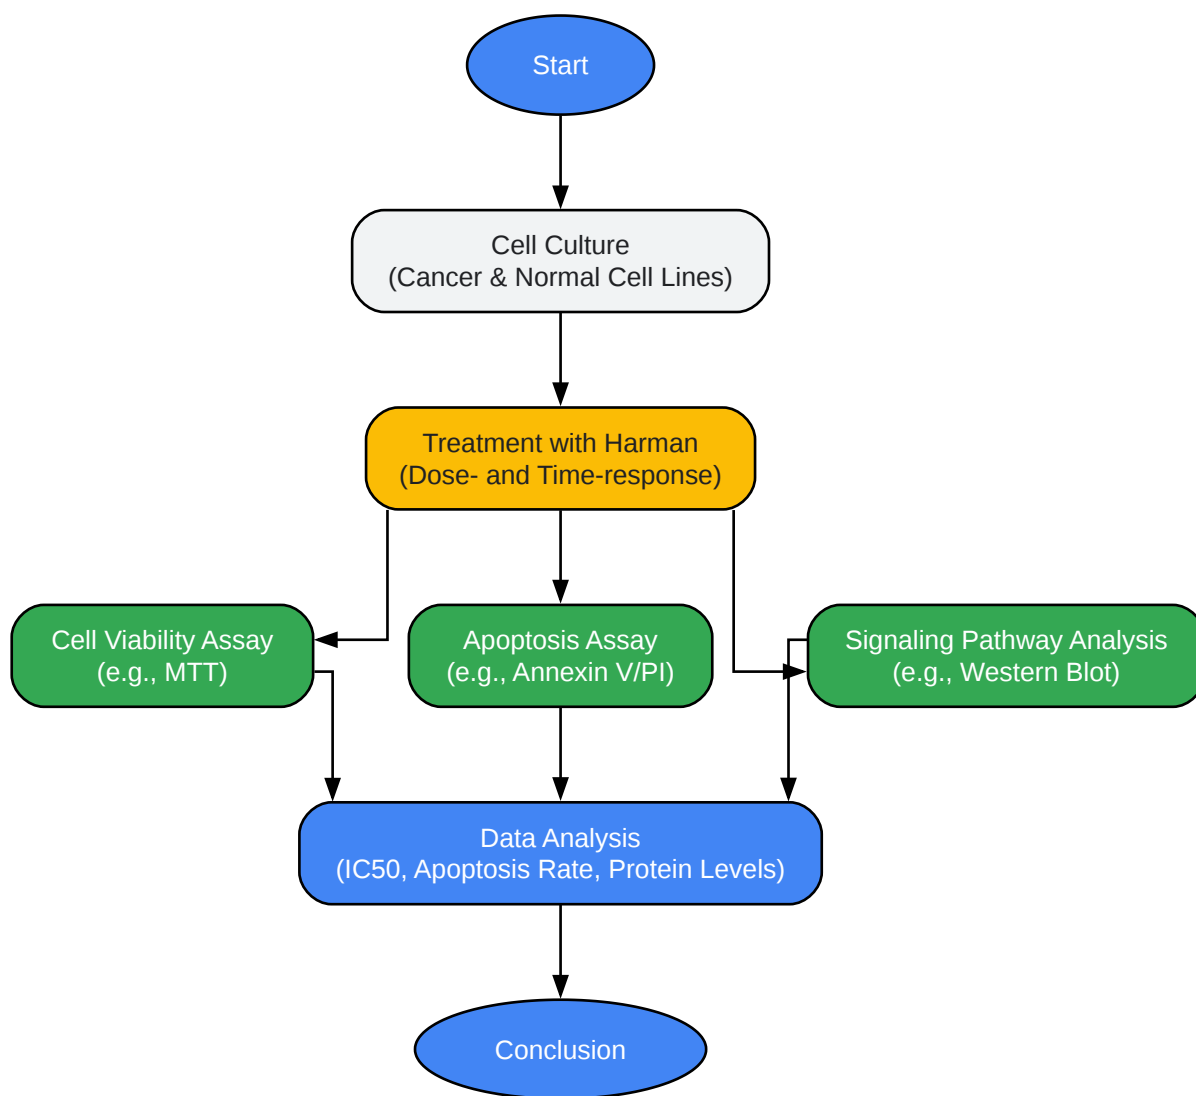 Start
Cell Culture
(Cancer & Normal Cell Lines)
Treatment with Harman
(Dose- and Time-response)
Cell Viability Assay
(e.g., MTT)
Apoptosis Assay
(e.g., Annexin V/PI)
Signaling Pathway Analysis
(e.g., Western Blot)
Data Analysis
(IC50, Apoptosis Rate, Protein Levels)
Conclusion